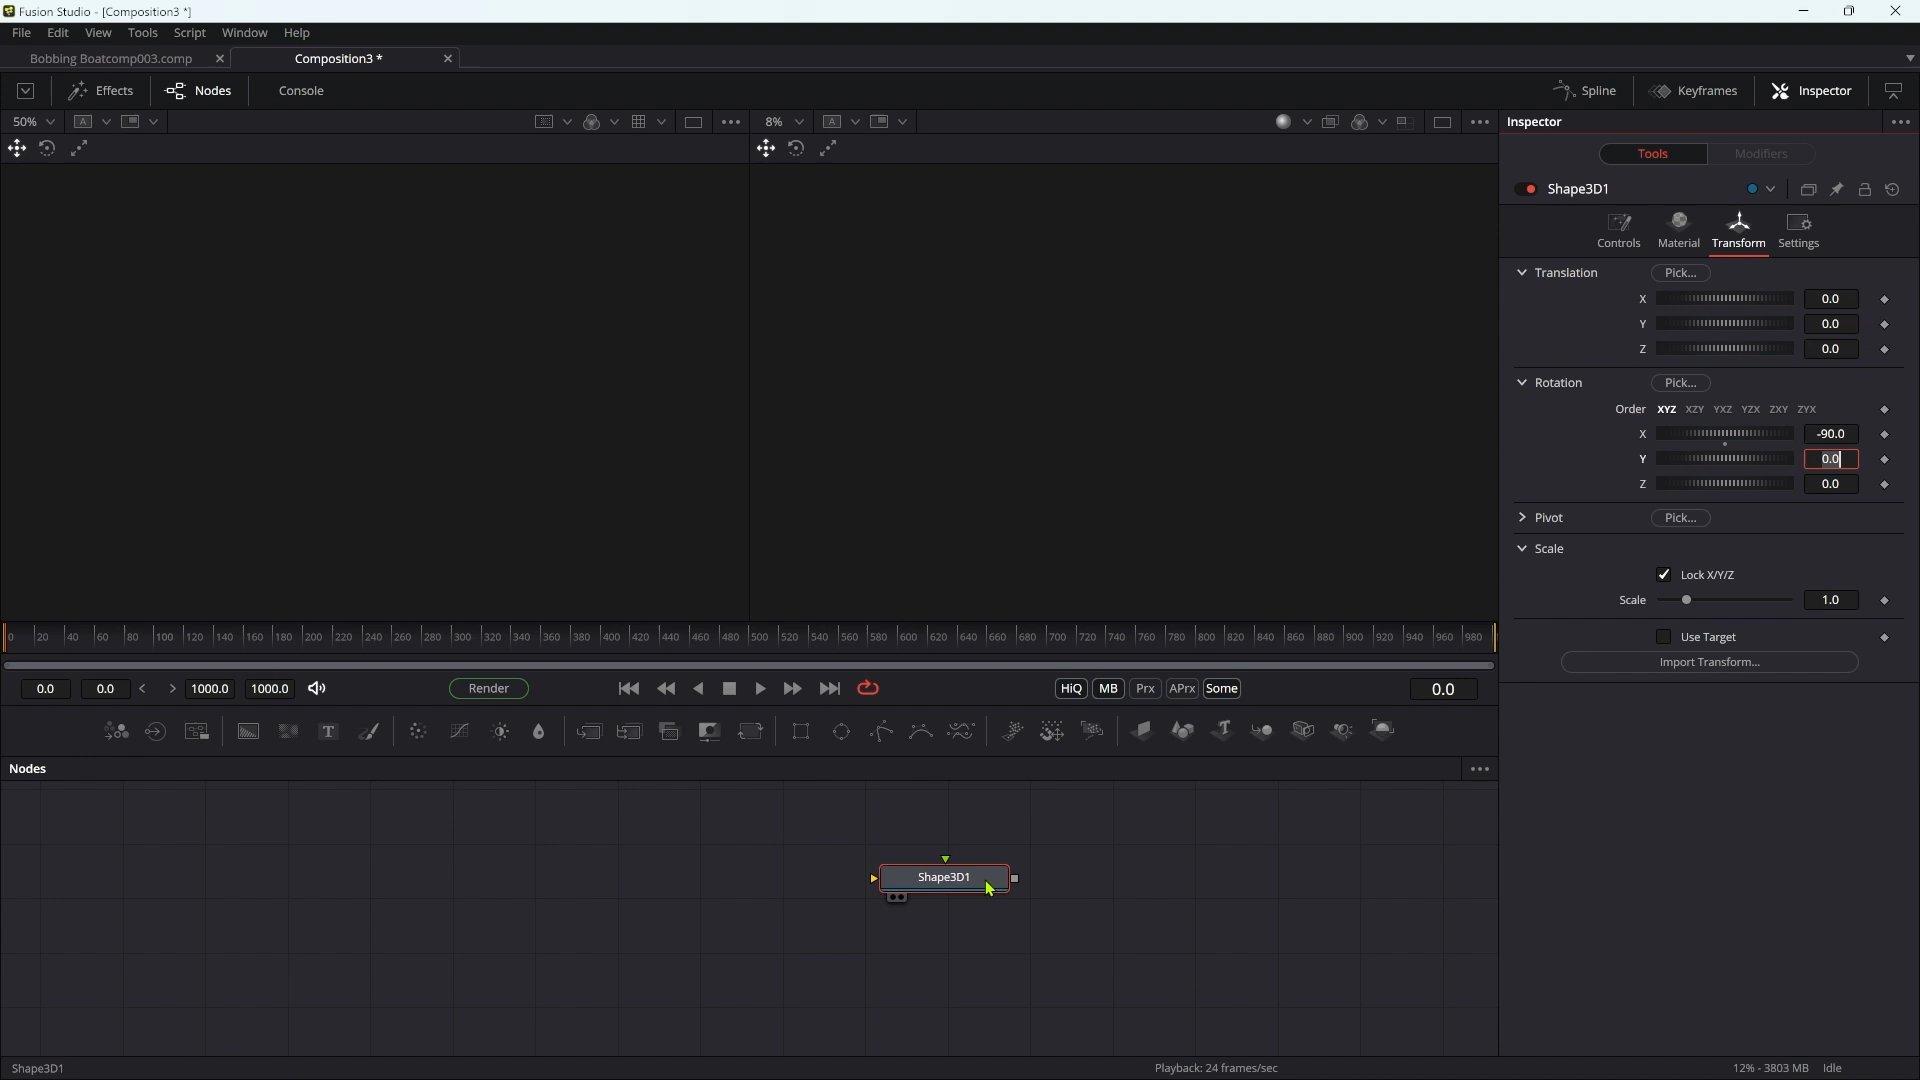 Fusion Studio - [Composition3 *]
File Edit View Tools Script Window Help
Bobbing Boatcomp003.comp Composition3 *
Effects Nodes Console Spline Keyframes Inspector
50% A 8% A Inspector
Tools Modifiers
Shape3D1
Controls Material Transform Settings
Translation Pick...
X 0.0
Y 0.0
Z 0.0
Rotation Pick...
Order XYZ XZY YXZ YZX ZXY ZYX
X -90.0
Y 0.0
Z 0.0
Pivot Pick...
Scale
Lock X/Y/Z
Scale 1.0
Use Target
Import Transform...
0 20 40 60 80 100 120 140 160 180 200 220 240 260 280 300 320 340 360 380 400 420 440 460 480 500 520 540 560 580 600 620 640 660 680 700 720 740 760 780 800 820 840 860 880 900 920 940 960 980
0.0 0.0 1000.0 1000.0 Render HiQ MB Prx APrx Some 0.0
T T
Nodes
Shape3D1
Shape3D1 Playback: 24 frames/sec 12% - 3803 MB Idle